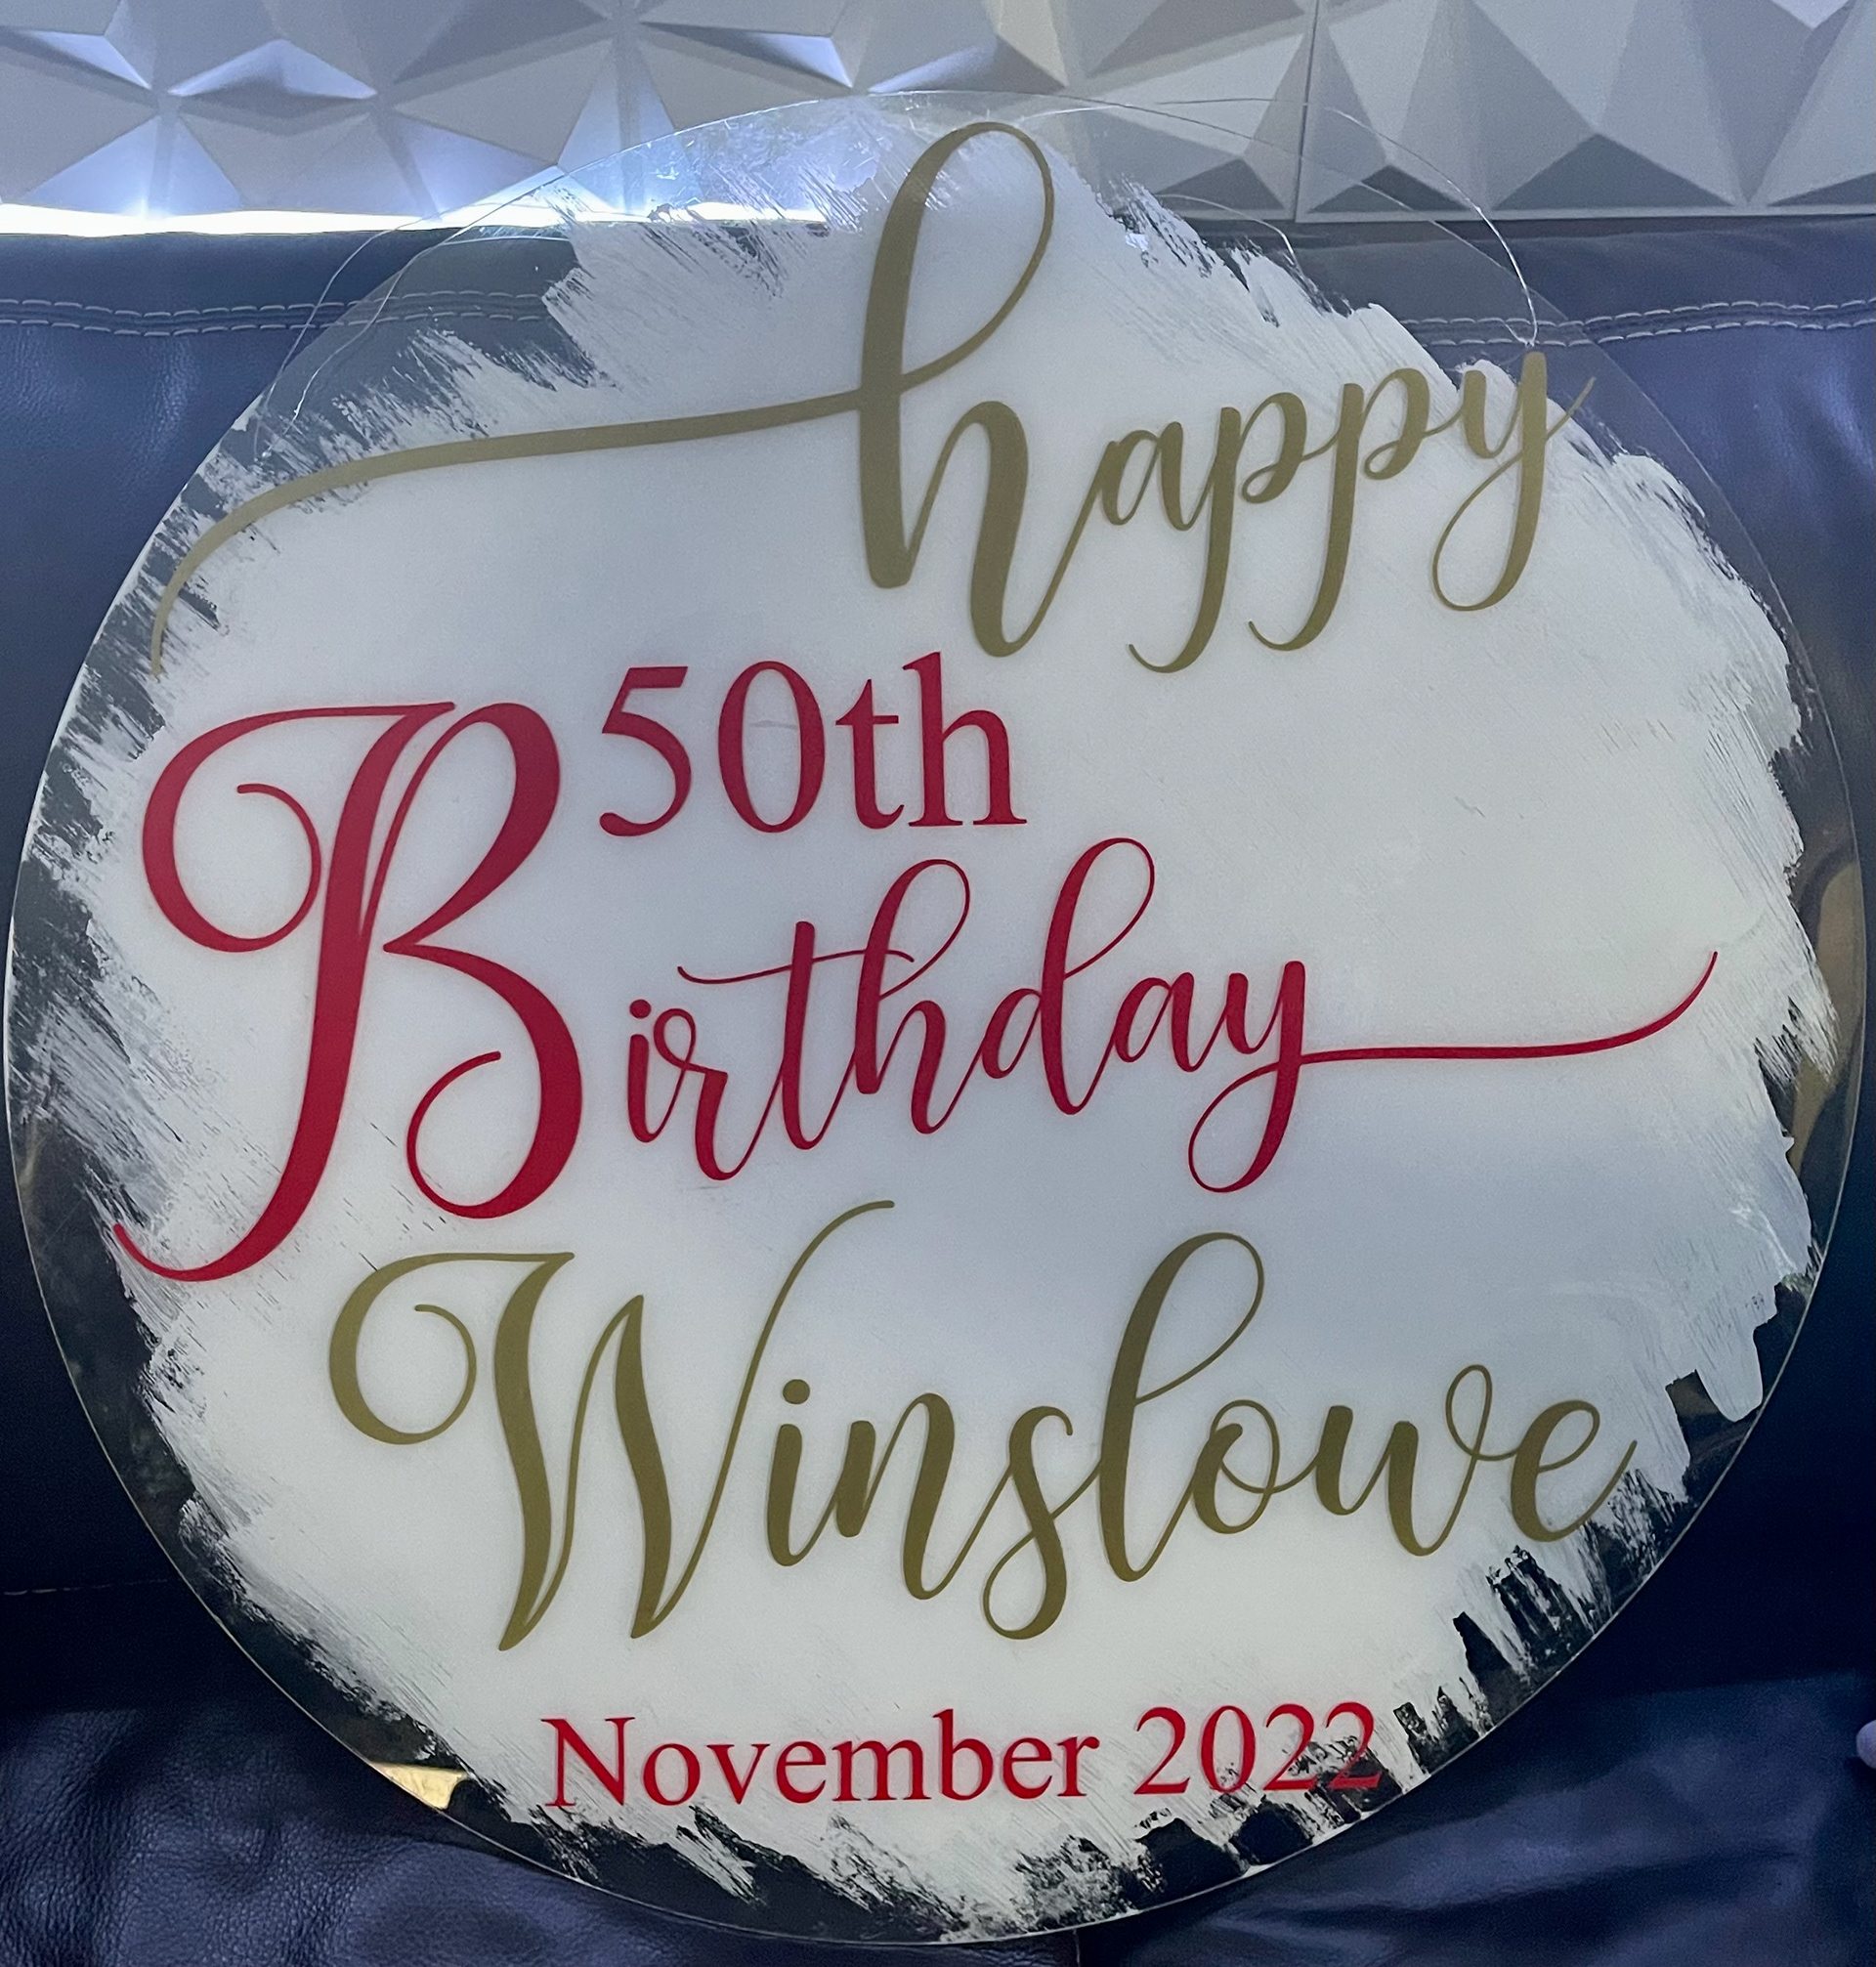 happy
50th
Birthday
Winslowe
November 2022